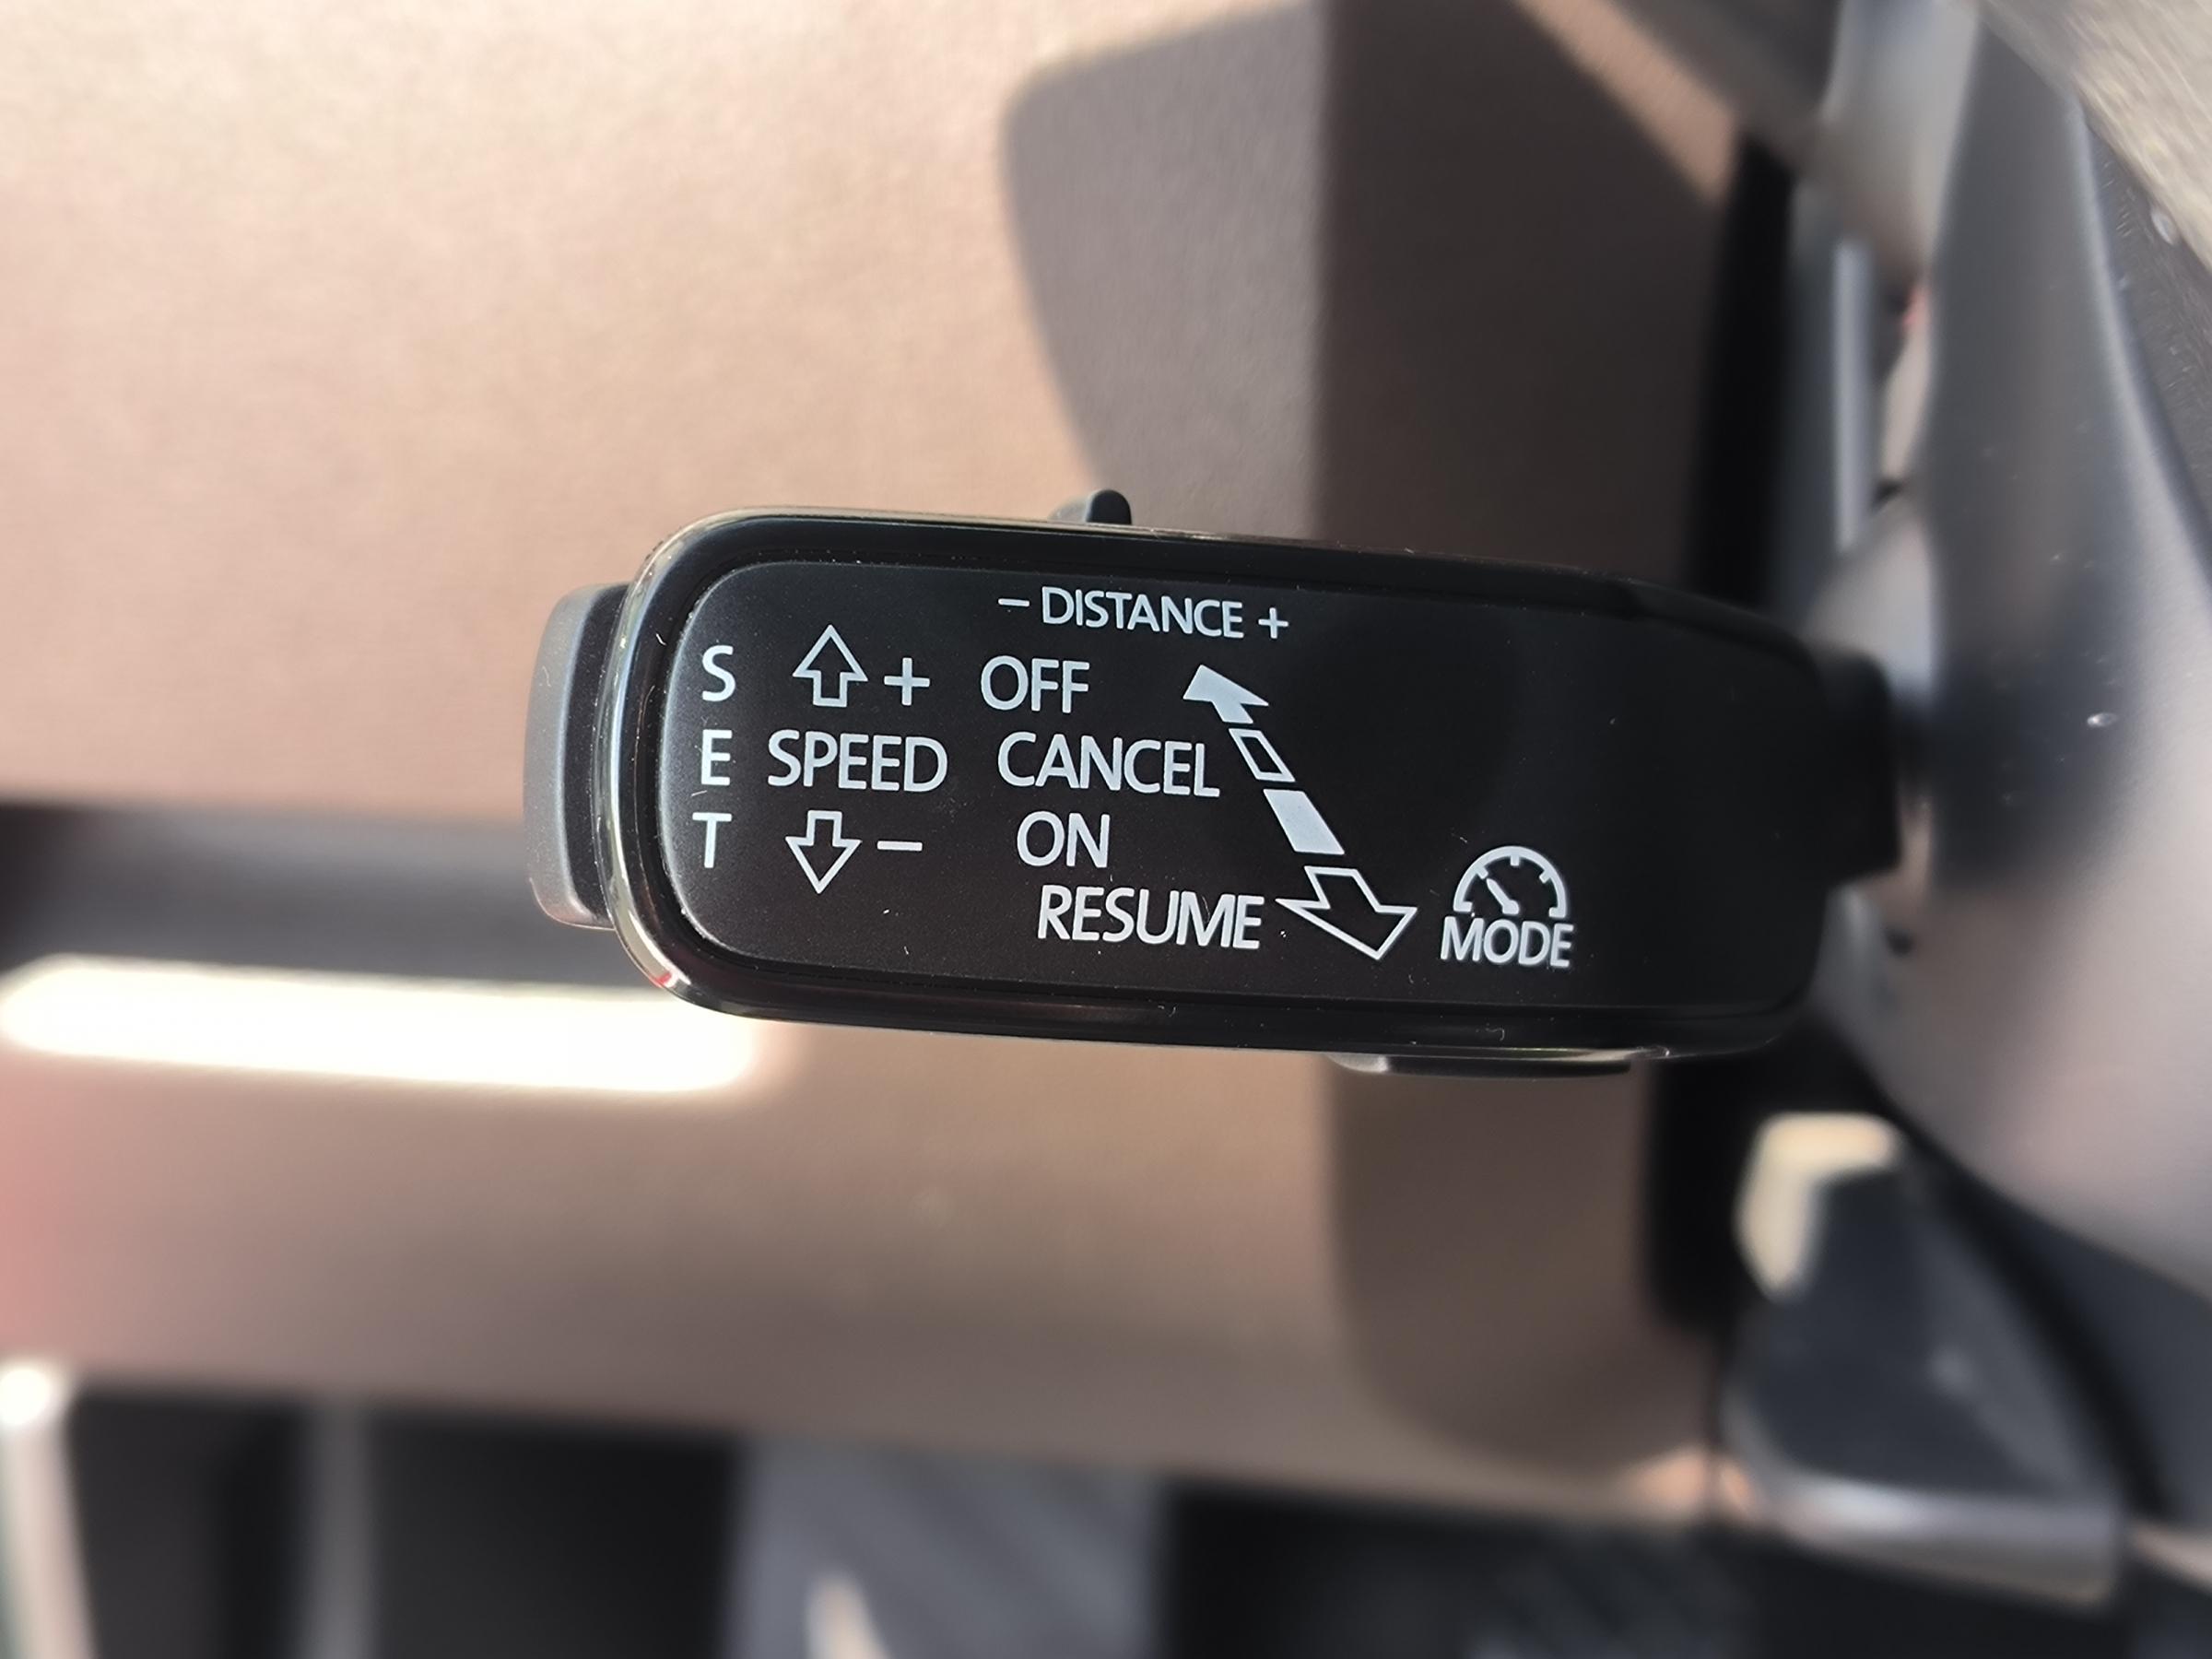 – DISTANCE +
S + OFF
E SPEED CANCEL
T – ON
RESUME
MODE